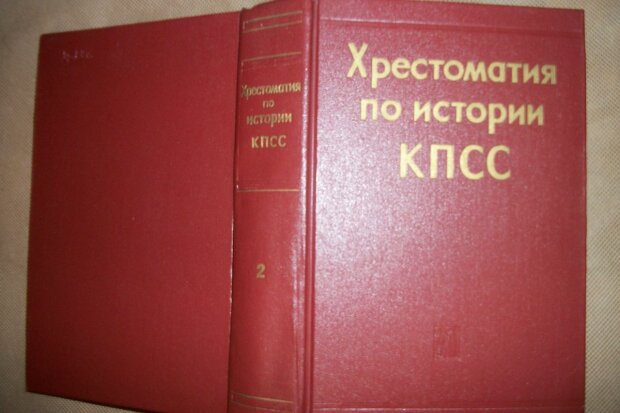 Хрестоматия
по
истории
КПСС
2
Хрестоматия
по истории
КПСС